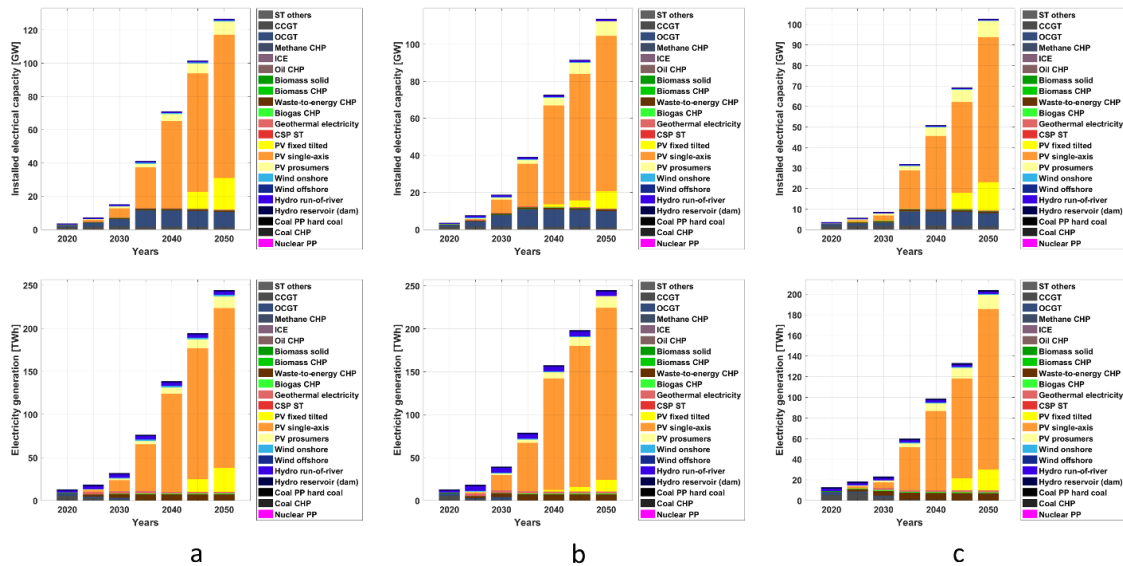 Installed electrical capacity [GW]
120
100
80
60
40
20
0
2020 2030 2040 2050
Years
ST others
CCGT
OCGT
Methane CHP
ICE
Oil CHP
Biomass solid
Biomass CHP
Waste-to-energy CHP
Biogas CHP
Geothermal electricity
CSP ST
PV fixed tilted
PV single-axis
PV prosumers
Wind onshore
Wind offshore
Hydro run-of-river
Hydro reservoir (dam)
Coal PP hard coal
Coal CHP
Nuclear PP
Installed electrical capacity [GW]
100
80
60
40
20
0
2020 2030 2040 2050
Years
ST others
CCGT
OCGT
Methane CHP
ICE
Oil CHP
Biomass solid
Biomass CHP
Waste-to-energy CHP
Biogas CHP
Geothermal electricity
CSP ST
PV fixed tilted
PV single-axis
PV prosumers
Wind onshore
Wind offshore
Hydro run-of-river
Hydro reservoir (dam)
Coal PP hard coal
Coal CHP
Nuclear PP
Installed electrical capacity [GW]
100
90
80
70
60
50
40
30
20
10
0
2020 2030 2040 2050
Years
ST others
CCGT
OCGT
Methane CHP
ICE
Oil CHP
Biomass solid
Biomass CHP
Waste-to-energy CHP
Biogas CHP
Geothermal electricity
CSP ST
PV fixed tilted
PV single-axis
PV prosumers
Wind onshore
Wind offshore
Hydro run-of-river
Hydro reservoir (dam)
Coal PP hard coal
Coal CHP
Nuclear PP
Electricity generation [TWh]
250
200
150
100
50
0
2020 2030 2040 2050
Years
ST others
CCGT
OCGT
Methane CHP
ICE
Oil CHP
Biomass solid
Biomass CHP
Waste-to-energy CHP
Biogas CHP
Geothermal electricity
CSP ST
PV fixed tilted
PV single-axis
PV prosumers
Wind onshore
Wind offshore
Hydro run-of-river
Hydro reservoir (dam)
Coal PP hard coal
Coal CHP
Nuclear PP
Electricity generation [TWh]
250
200
150
100
50
0
2020 2030 2040 2050
Years
ST others
CCGT
OCGT
Methane CHP
ICE
Oil CHP
Biomass solid
Biomass CHP
Waste-to-energy CHP
Biogas CHP
Geothermal electricity
CSP ST
PV fixed tilted
PV single-axis
PV prosumers
Wind onshore
Wind offshore
Hydro run-of-river
Hydro reservoir (dam)
Coal PP hard coal
Coal CHP
Nuclear PP
Electricity generation [TWh]
200
180
160
140
120
100
80
60
40
20
0
2020 2030 2040 2050
Years
ST others
CCGT
OCGT
Methane CHP
ICE
Oil CHP
Biomass solid
Biomass CHP
Waste-to-energy CHP
Biogas CHP
Geothermal electricity
CSP ST
PV fixed tilted
PV single-axis
PV prosumers
Wind onshore
Wind offshore
Hydro run-of-river
Hydro reservoir (dam)
Coal PP hard coal
Coal CHP
Nuclear PP
a b c